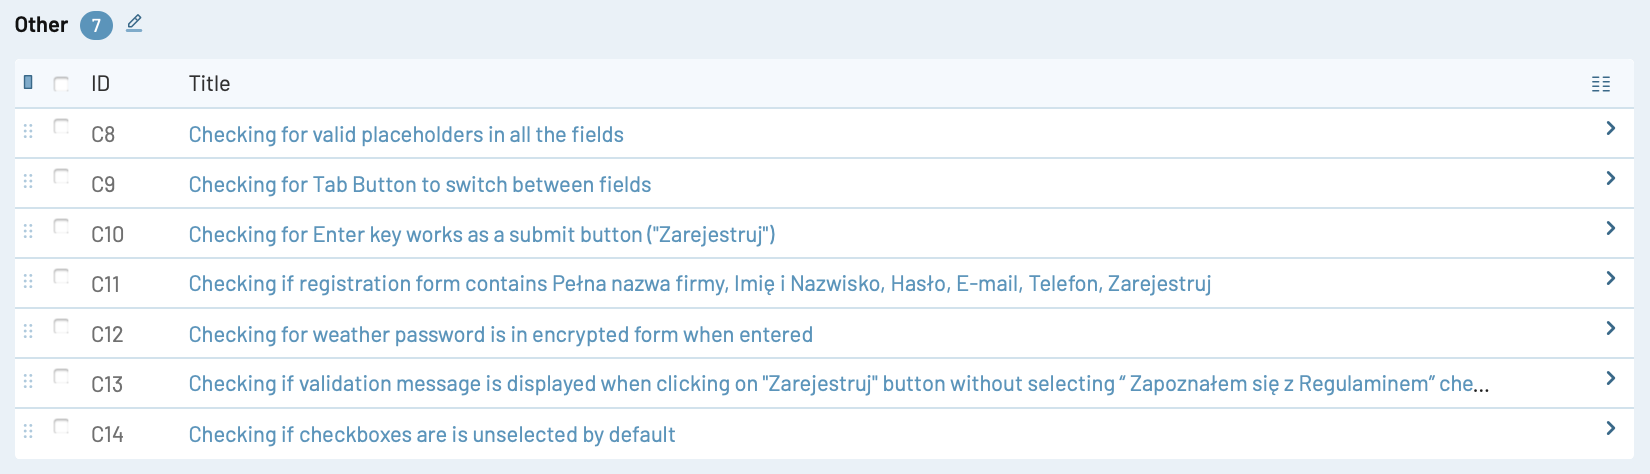 Other 7
ID Title
C8 Checking for valid placeholders in all the fields
C9 Checking for Tab Button to switch between fields
C10 Checking for Enter key works as a submit button ("Zarejestruj")
C11 Checking if registration form contains Pełna nazwa firmy, Imię i Nazwisko, Hasło, E-mail, Telefon, Zarejestruj
C12 Checking for weather password is in encrypted form when entered
C13 Checking if validation message is displayed when clicking on "Zarejestruj" button without selecting “ Zapoznałem się z Regulaminem” che...
C14 Checking if checkboxes are is unselected by default